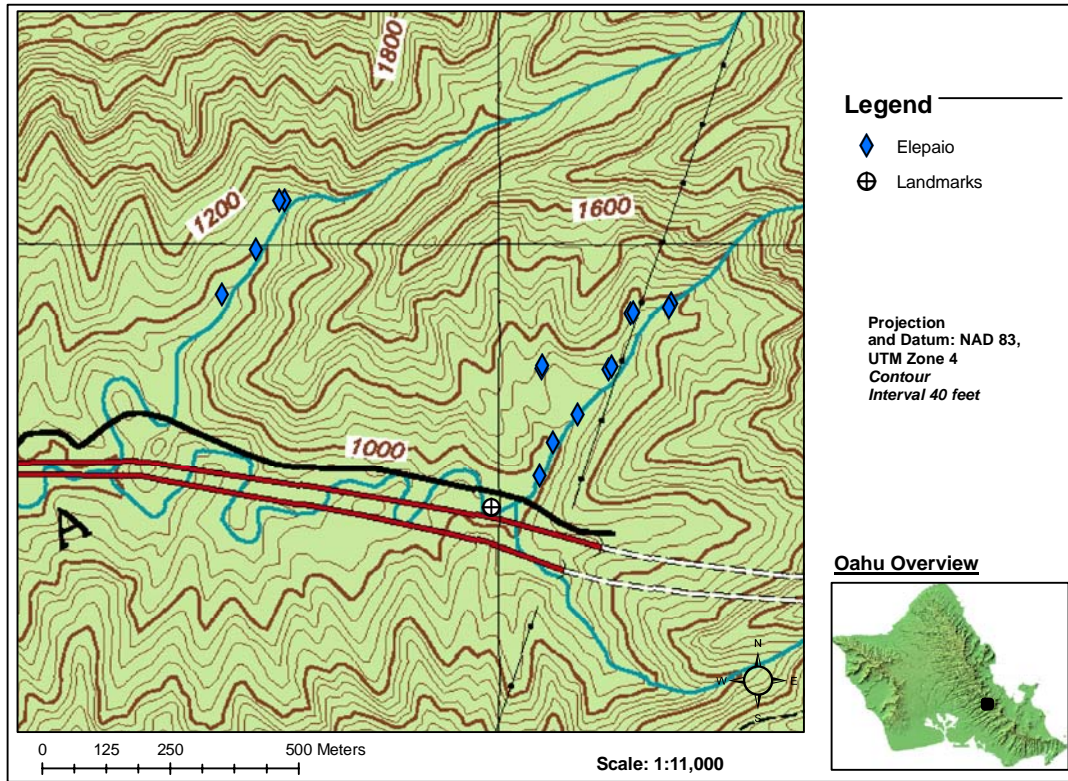 1800
1200
1600
1000
A
N
W E
S
0 125 250 500 Meters
Scale: 1:11,000
Legend
Elepaio
Landmarks
Projection
and Datum: NAD 83,
UTM Zone 4
Contour
Interval 40 feet
Oahu Overview